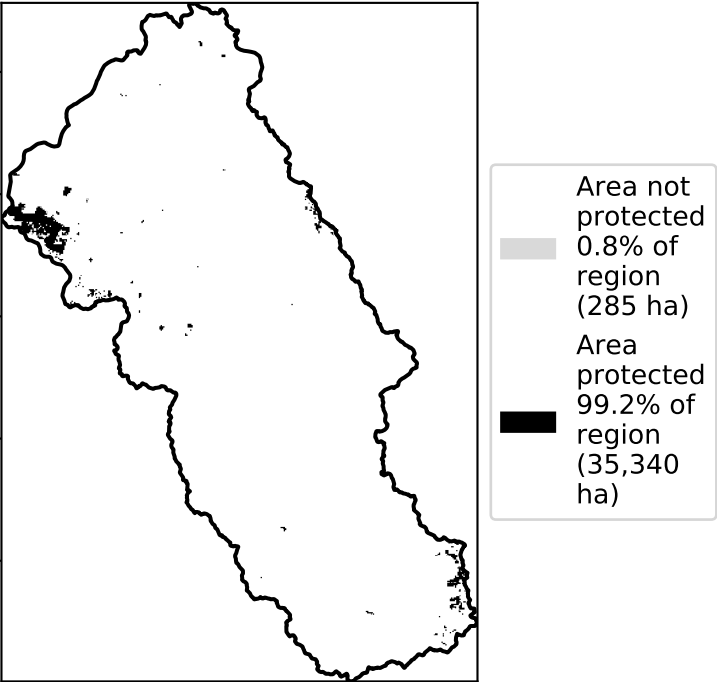 Area not
protected
0.8% of
region
(285 ha)
Area
protected
99.2% of
region
(35,340
ha)